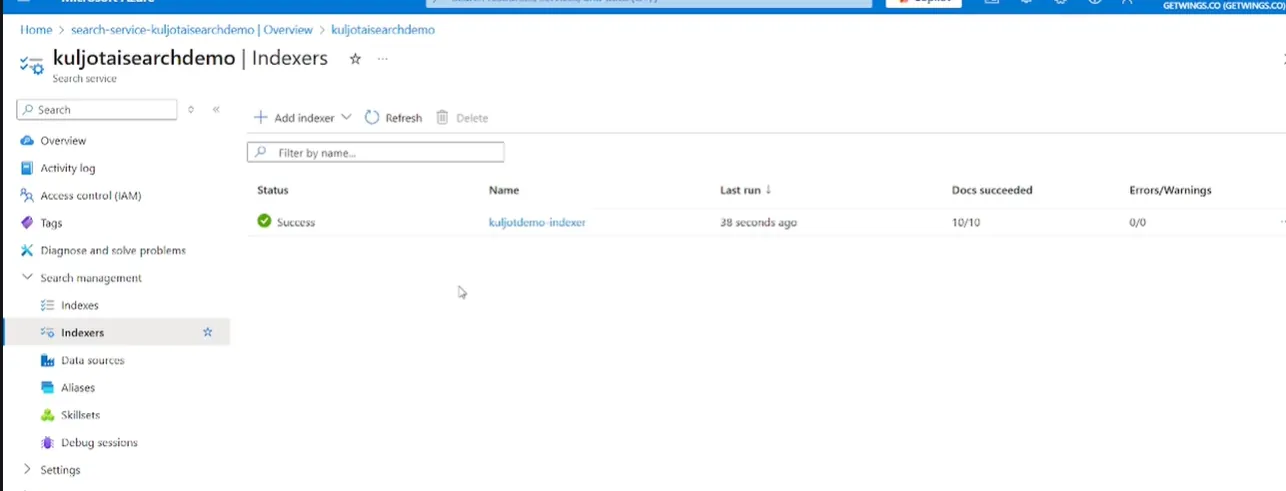 Microsoft Azure
Copilot
GETWINGS.CO (GETWINGS.CO)
Home > search-service-kuljotaisearchdemo | Overview > kuljotaisearchdemo
kuljotaisearchdemo | Indexers
Search service
Search
Add indexer
Refresh
Delete
Filter by name...
Status Name Last run ↓ Docs succeeded Errors/Warnings
Success kuljotdemo-indexer 38 seconds ago 10/10 0/0
Overview
Activity log
Access control (IAM)
Tags
Diagnose and solve problems
Search management
Indexes
Indexers
Data sources
Aliases
Skillsets
Debug sessions
Settings